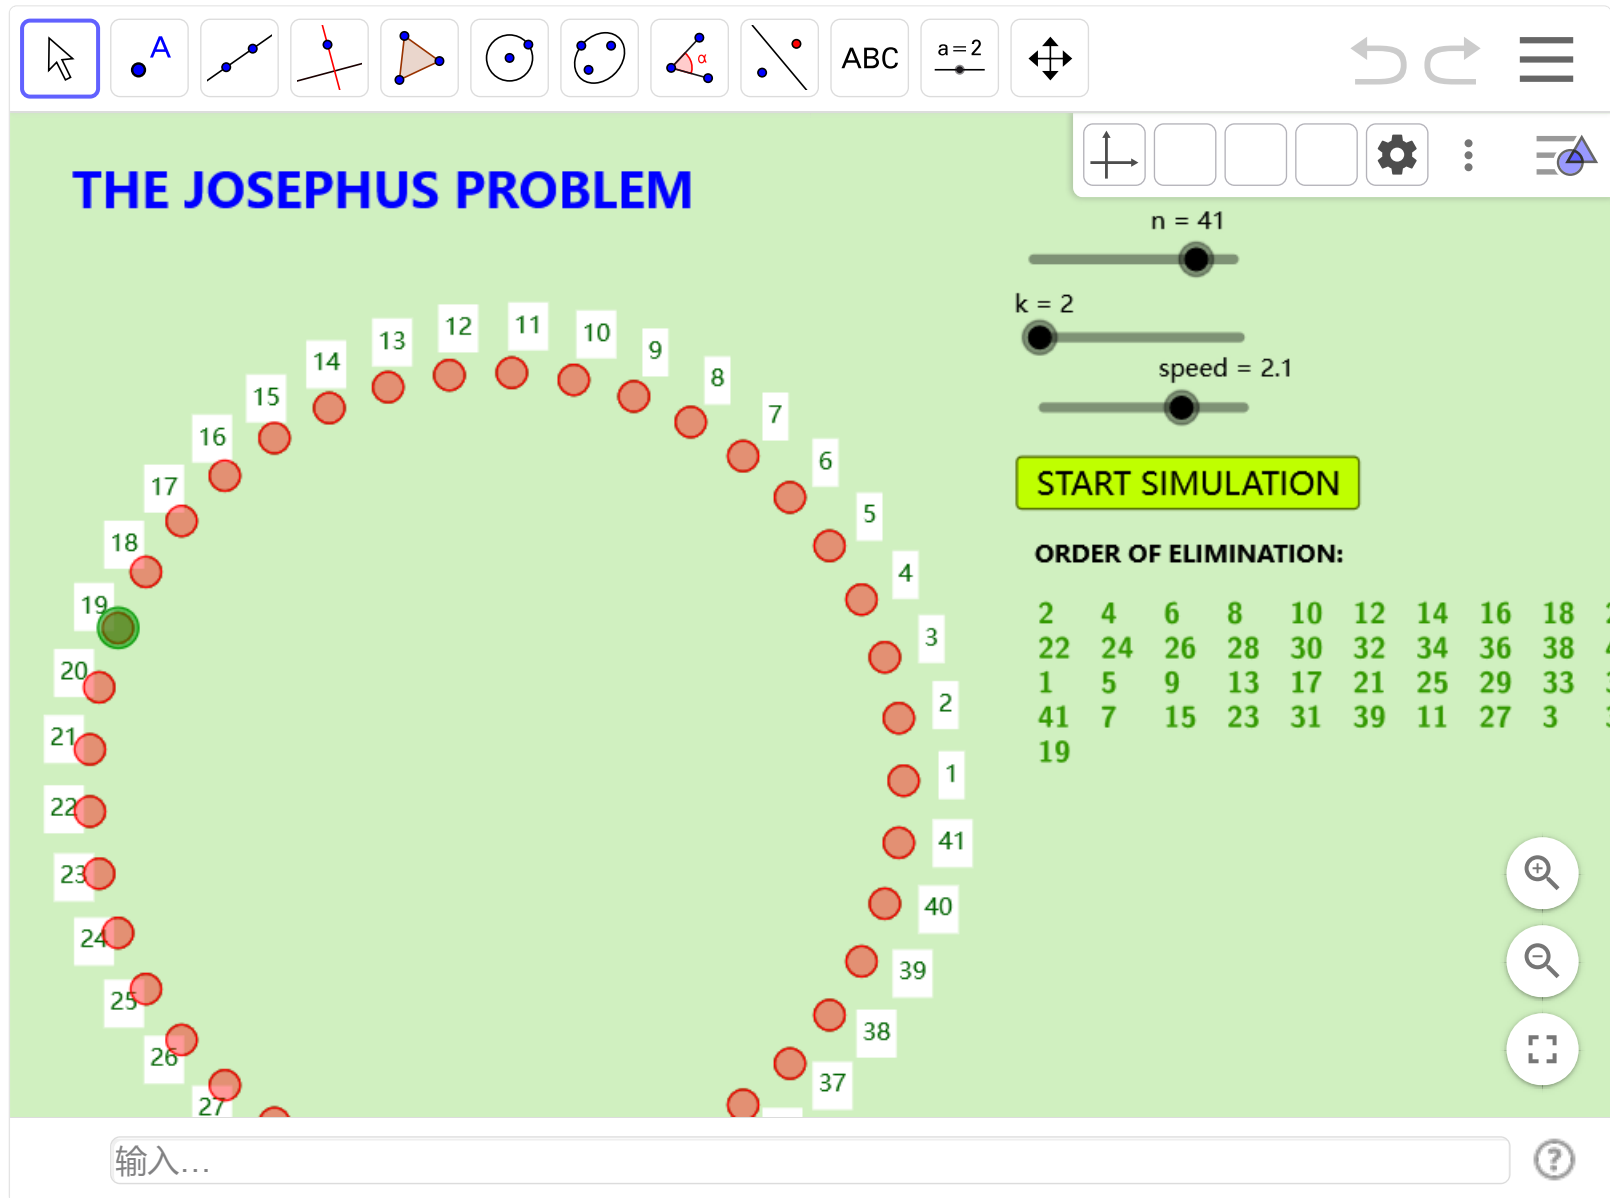 A
α
ABC
a=2
THE JOSEPHUS PROBLEM
n = 41
k = 2
speed = 2.1
START SIMULATION
ORDER OF ELIMINATION:
2 4 6 8 10 12 14 16 18
22 24 26 28 30 32 34 36 38
1 5 9 13 17 21 25 29 33
41 7 15 23 31 39 11 27 3
19
12
11
10
13
9
14
8
15
7
16
6
17
5
18
4
19
3
20
2
21
1
22
41
23
40
24
39
25
38
26
37
27
输入…
?